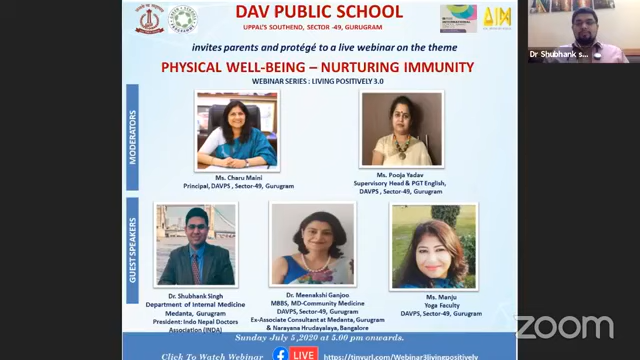 DAV PUBLIC SCHOOL
UPPAL'S SOUTHEND, SECTOR -49, GURUGRAM
invites parents and protégé to a live webinar on the theme
PHYSICAL WELL-BEING – NURTURING IMMUNITY
WEBINAR SERIES : LIVING POSITIVELY 3.0
MODERATORS
Ms. Charu Maini
Principal, DAVPS , Sector-49, Gurugram
Ms. Pooja Yadav
Supervisory Head & PGT English,
DAVPS , Sector-49, Gurugram
GUEST SPEAKERS
Dr. Shubhank Singh
Department of Internal Medicine
Medanta, Gurugram
President: Indo Nepal Doctors
Association (INDA)
Dr. Meenakshi Ganjoo
MBBS, MD-Community Medicine
DAVPS, Sector-49, Gurugram
Ex-Associate Consultant at Medanta, Gurugram
& Narayana Hrudayalaya, Bangalore
Ms. Manju
Yoga Faculty
DAVPS, Sector-49, Gurugram
Sunday July 5,2020 at 5.00 pm onwards.
Click To Watch Webinar
f LIVE
https://tinyurl.com/Webinar3livingpositively
Dr Shubhank s...
zoom